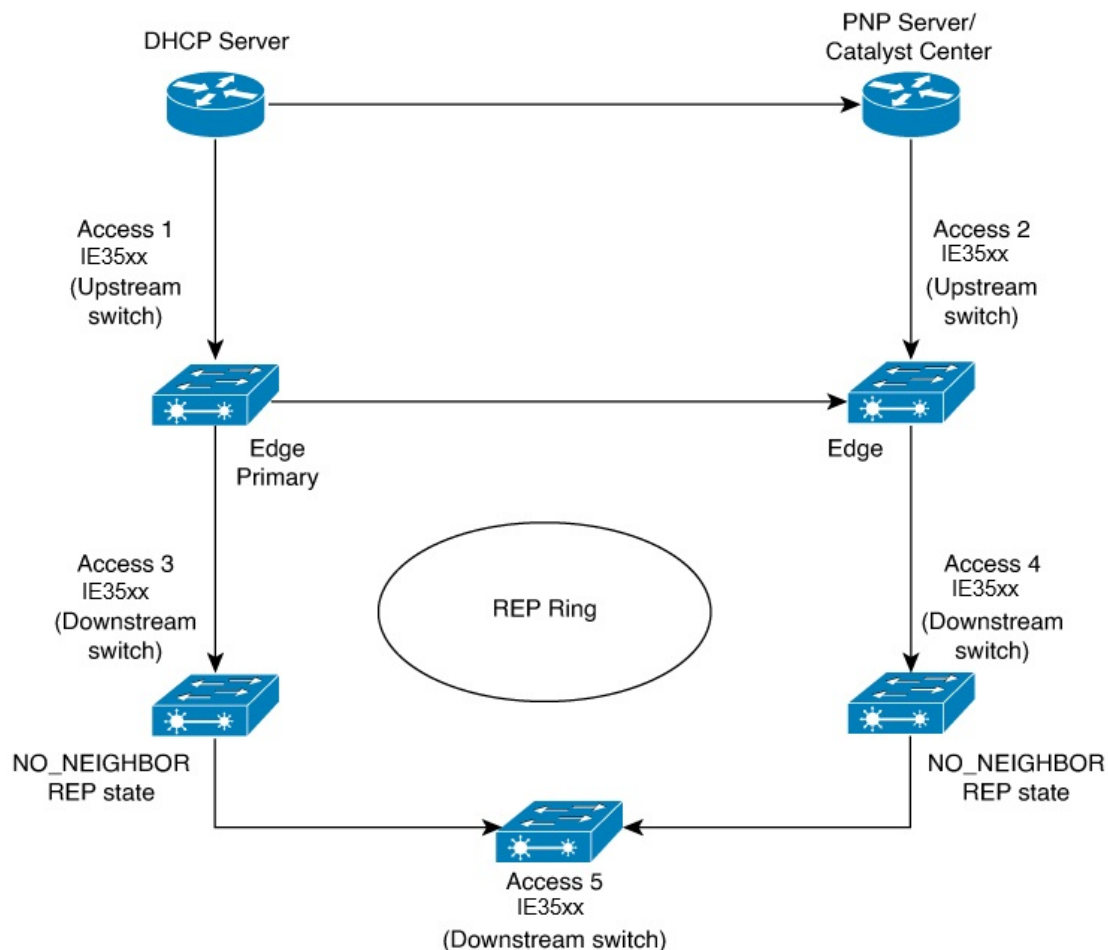 DHCP Server
PNP Server/
Catalyst Center
Access 1
IE35xx
(Upstream
switch)
Access 2
IE35xx
(Upstream
switch)
Edge
Primary
Edge
Access 3
IE35xx
(Downstream
switch)
REP Ring
Access 4
IE35xx
(Downstream
switch)
NO_NEIGHBOR
REP state
NO_NEIGHBOR
REP state
Access 5
IE35xx
(Downstream switch)